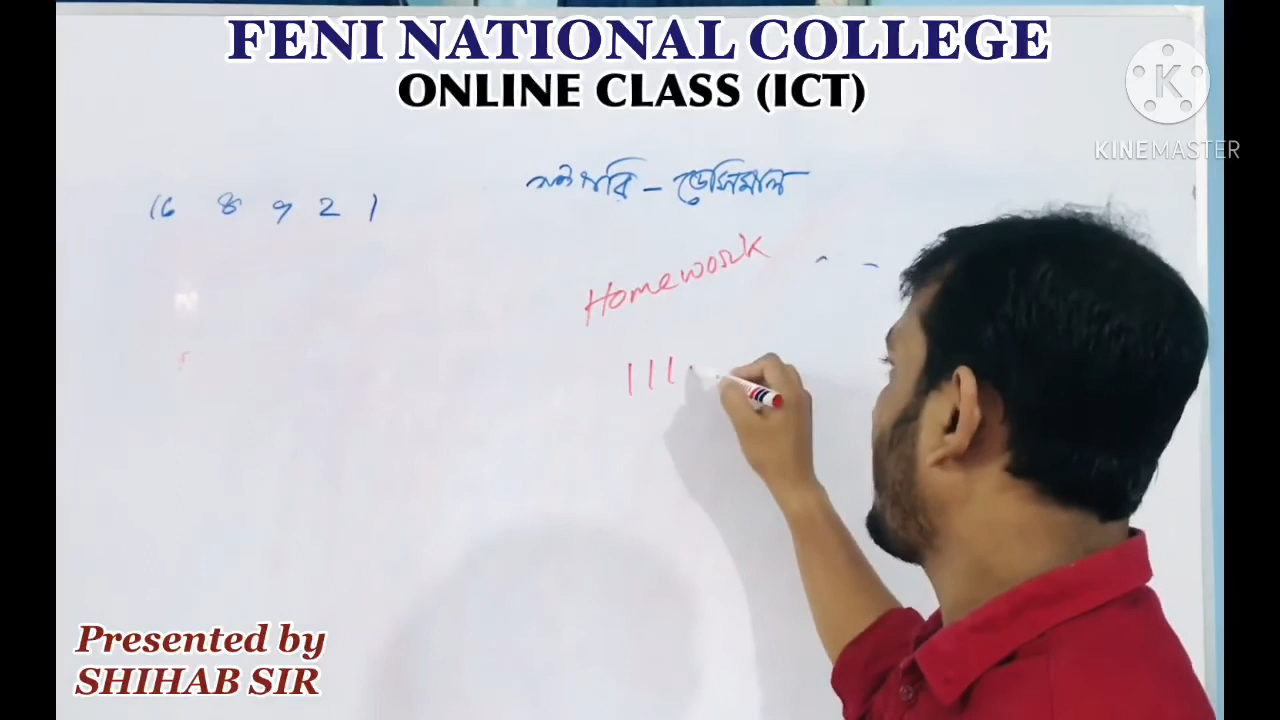 FENI NATIONAL COLLEGE
ONLINE CLASS (ICT)
KINEMASTER
ডেসিমাল
16 8 4 2 1
Homework
111
Presented by
SHIHAB SIR